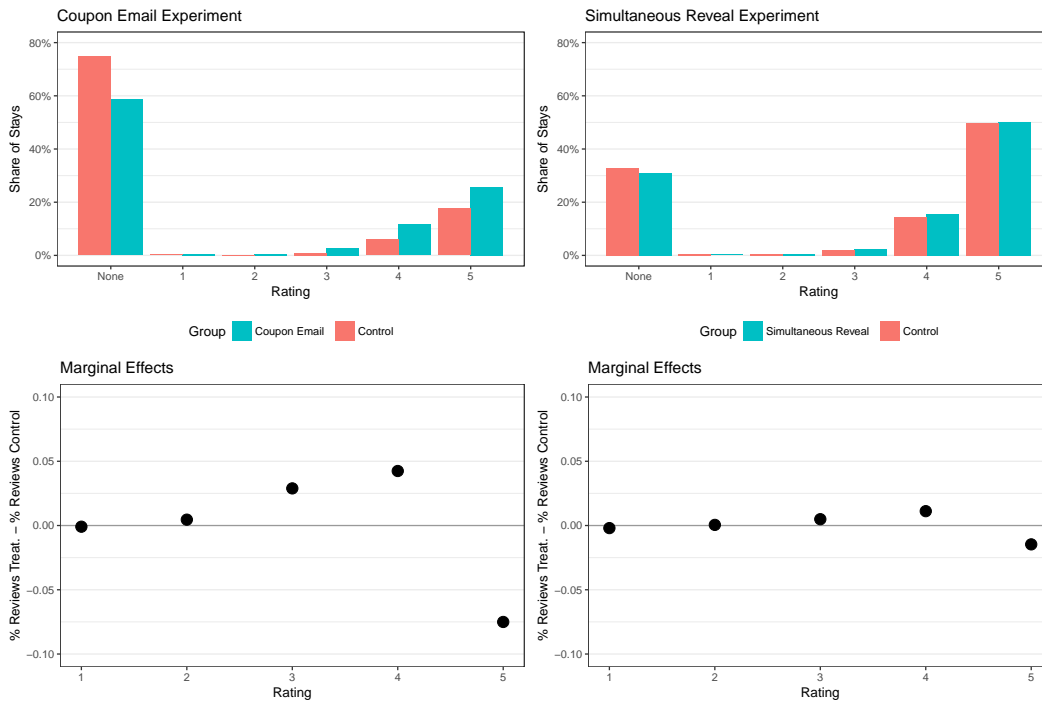 Coupon Email Experiment
80%
60%
40%
20%
0%
Share of Stays
None 1 2 3 4 5
Rating
Group Coupon Email Control
Simultaneous Reveal Experiment
80%
60%
40%
20%
0%
Share of Stays
None 1 2 3 4 5
Rating
Group Simultaneous Reveal Control
Marginal Effects
0.10
0.05
0.00
−0.05
−0.10
% Reviews Treat. − % Reviews Control
1 2 3 4 5
Rating
Marginal Effects
0.10
0.05
0.00
−0.05
−0.10
% Reviews Treat. − % Reviews Control
1 2 3 4 5
Rating